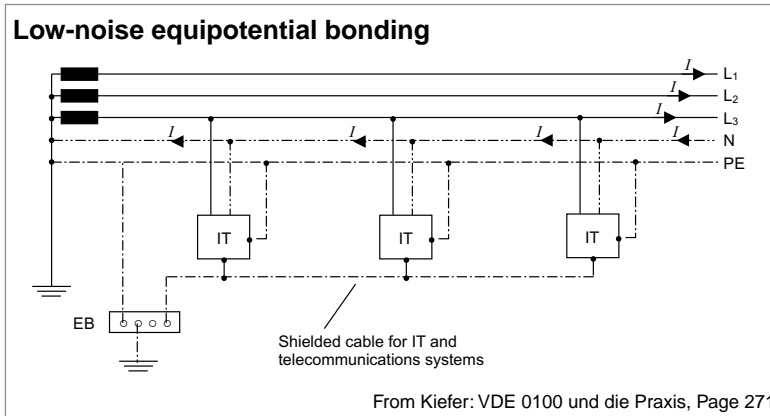 Low-noise equipotential bonding
I
L1
I
L2
I
L3
I I I I
N
PE
IT IT IT
EB
Shielded cable for IT and
telecommunications systems
From Kiefer: VDE 0100 und die Praxis, Page 271